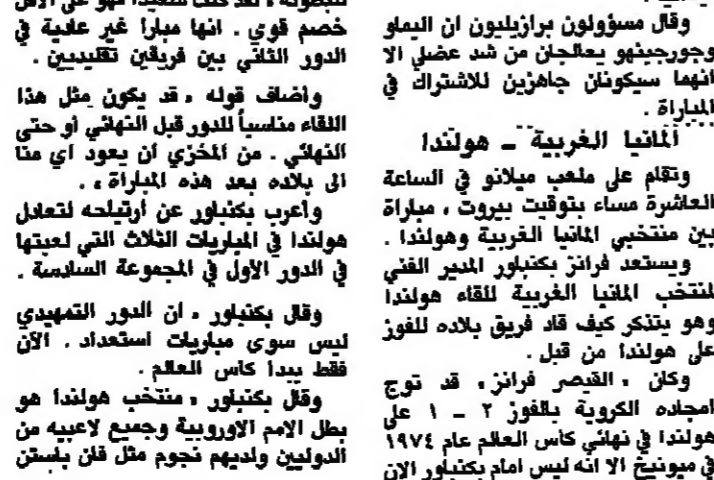 وقال مسؤولون برازيليون ان اليماو
وجورجينهو يعالجان من شد عضلي الا
انهما سيكونان جاهزين للاشتراك في
المباراة .
ألمانيا الغربية - هولندا
وتقام على ملعب ميلانو في الساعة
العاشرة مساء بتوقيت بيروت ، مباراة
بين منتخبي المانيا الغربية وهولندا .
ويستعد فرانز بكنباور المدير الفني
لمنتخب المانيا الغربية للقاء هولندا
وهو يتذكر كيف قاد فريق بلاده للفوز
على هولندا من قبل .
وكان « القيصر فرانز » قد توج
امجاده الكروية بالفوز ٢ - ١ على
هولندا في نهائي كأس العالم عام ١٩٧٤
في ميونيخ الا انه ليس امام بكنباور الان
خصم قوي . انها مباراة غير عادية في
الدور الثاني بين فريقين تقليديين .
وأضاف قوله « قد يكون مثل هذا
اللقاء مناسباً للدور قبل النهائي أو حتى
النهائي . من المخزي أن يعود اي منا
الى بلاده بعد هذه المباراة » .
وأعرب بكنباور عن أرتياحه لتعادل
هولندا في المباريات الثلاث التي لعبتها
في الدور الأول في المجموعة السادسة .
وقال بكنباور « ان الدور التمهيدي
ليس سوى مباريات استعداد . الآن
فقط يبدا كاس العالم .
وقال بكنباور « منتخب هولندا هو
بطل الامم الاوروبية وجميع لاعبيه من
الدوليين ولديهم نجوم مثل فان باستن